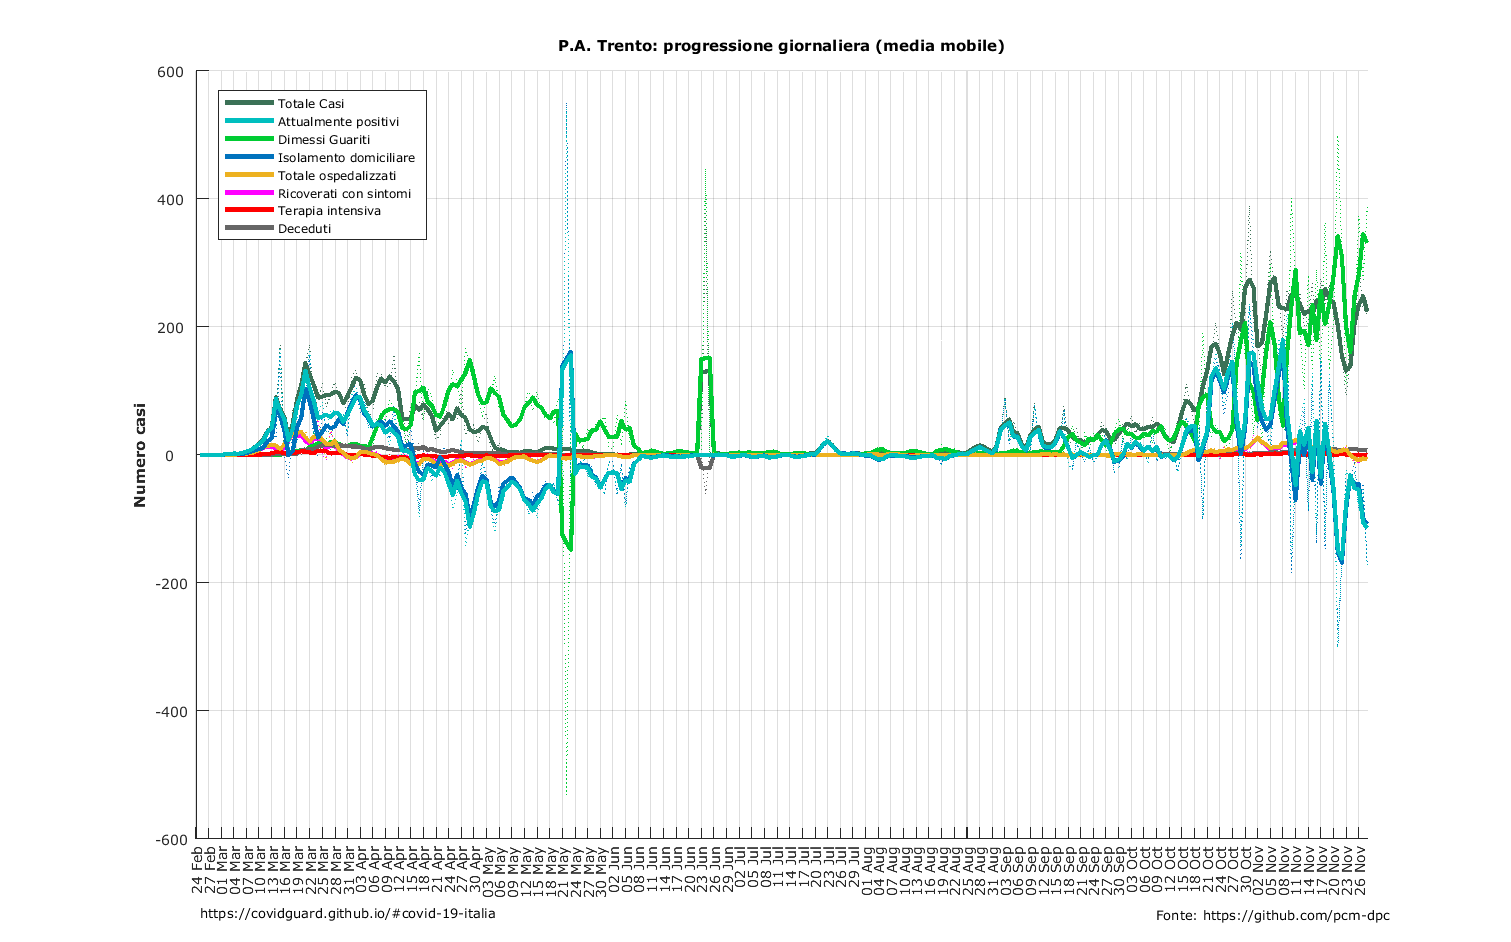 P.A. Trento: progressione giornaliera (media mobile)
600
400
200
0
-200
-400
-600
Numero casi
Totale Casi
Attualmente positivi
Dimessi Guariti
Isolamento domiciliare
Totale ospedalizzati
Ricoverati con sintomi
Terapia intensiva
Deceduti
24 Feb
27 Feb
01 Mar
04 Mar
07 Mar
10 Mar
13 Mar
16 Mar
19 Mar
22 Mar
25 Mar
28 Mar
31 Mar
03 Apr
06 Apr
09 Apr
12 Apr
15 Apr
18 Apr
21 Apr
24 Apr
27 Apr
30 Apr
03 May
06 May
09 May
12 May
15 May
18 May
21 May
24 May
27 May
30 May
02 Jun
05 Jun
08 Jun
11 Jun
14 Jun
17 Jun
20 Jun
23 Jun
26 Jun
29 Jun
02 Jul
05 Jul
08 Jul
11 Jul
14 Jul
17 Jul
20 Jul
23 Jul
26 Jul
29 Jul
01 Aug
04 Aug
07 Aug
10 Aug
13 Aug
16 Aug
19 Aug
22 Aug
25 Aug
28 Aug
31 Aug
03 Sep
06 Sep
09 Sep
12 Sep
15 Sep
18 Sep
21 Sep
24 Sep
27 Sep
30 Sep
03 Oct
06 Oct
09 Oct
12 Oct
15 Oct
18 Oct
21 Oct
24 Oct
27 Oct
30 Oct
02 Nov
05 Nov
08 Nov
11 Nov
14 Nov
17 Nov
20 Nov
23 Nov
26 Nov
https://covidguard.github.io/#covid-19-italia
Fonte: https://github.com/pcm-dpc